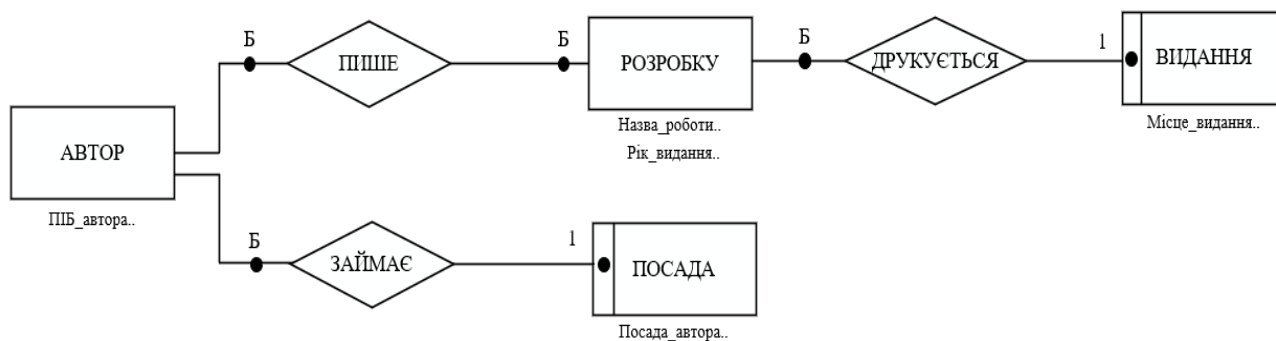 Б
ПИШЕ
Б
РОЗРОБКУ
Б
ДРУКУЄТЬСЯ
1
ВИДАННЯ
Назва_роботи..
Рік_видання..
Місце_видання..
АВТОР
ПІБ_автора..
Б
ЗАЙМАЄ
1
ПОСАДА
Посада_автора..